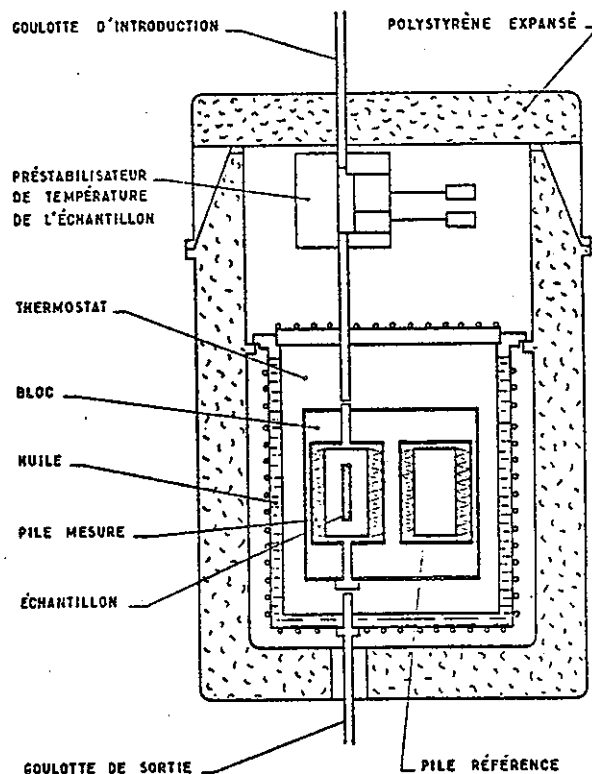 GOULOTTE D'INTRODUCTION
POLYSTYRÈNE EXPANSÉ
PRÉSTABILISATEUR
DE TEMPÉRATURE
DE L'ÉCHANTILLON
THERMOSTAT
BLOC
HUILE
PILE MESURE
ÉCHANTILLON
GOULOTTE DE SORTIE
PILE RÉFÉRENCE